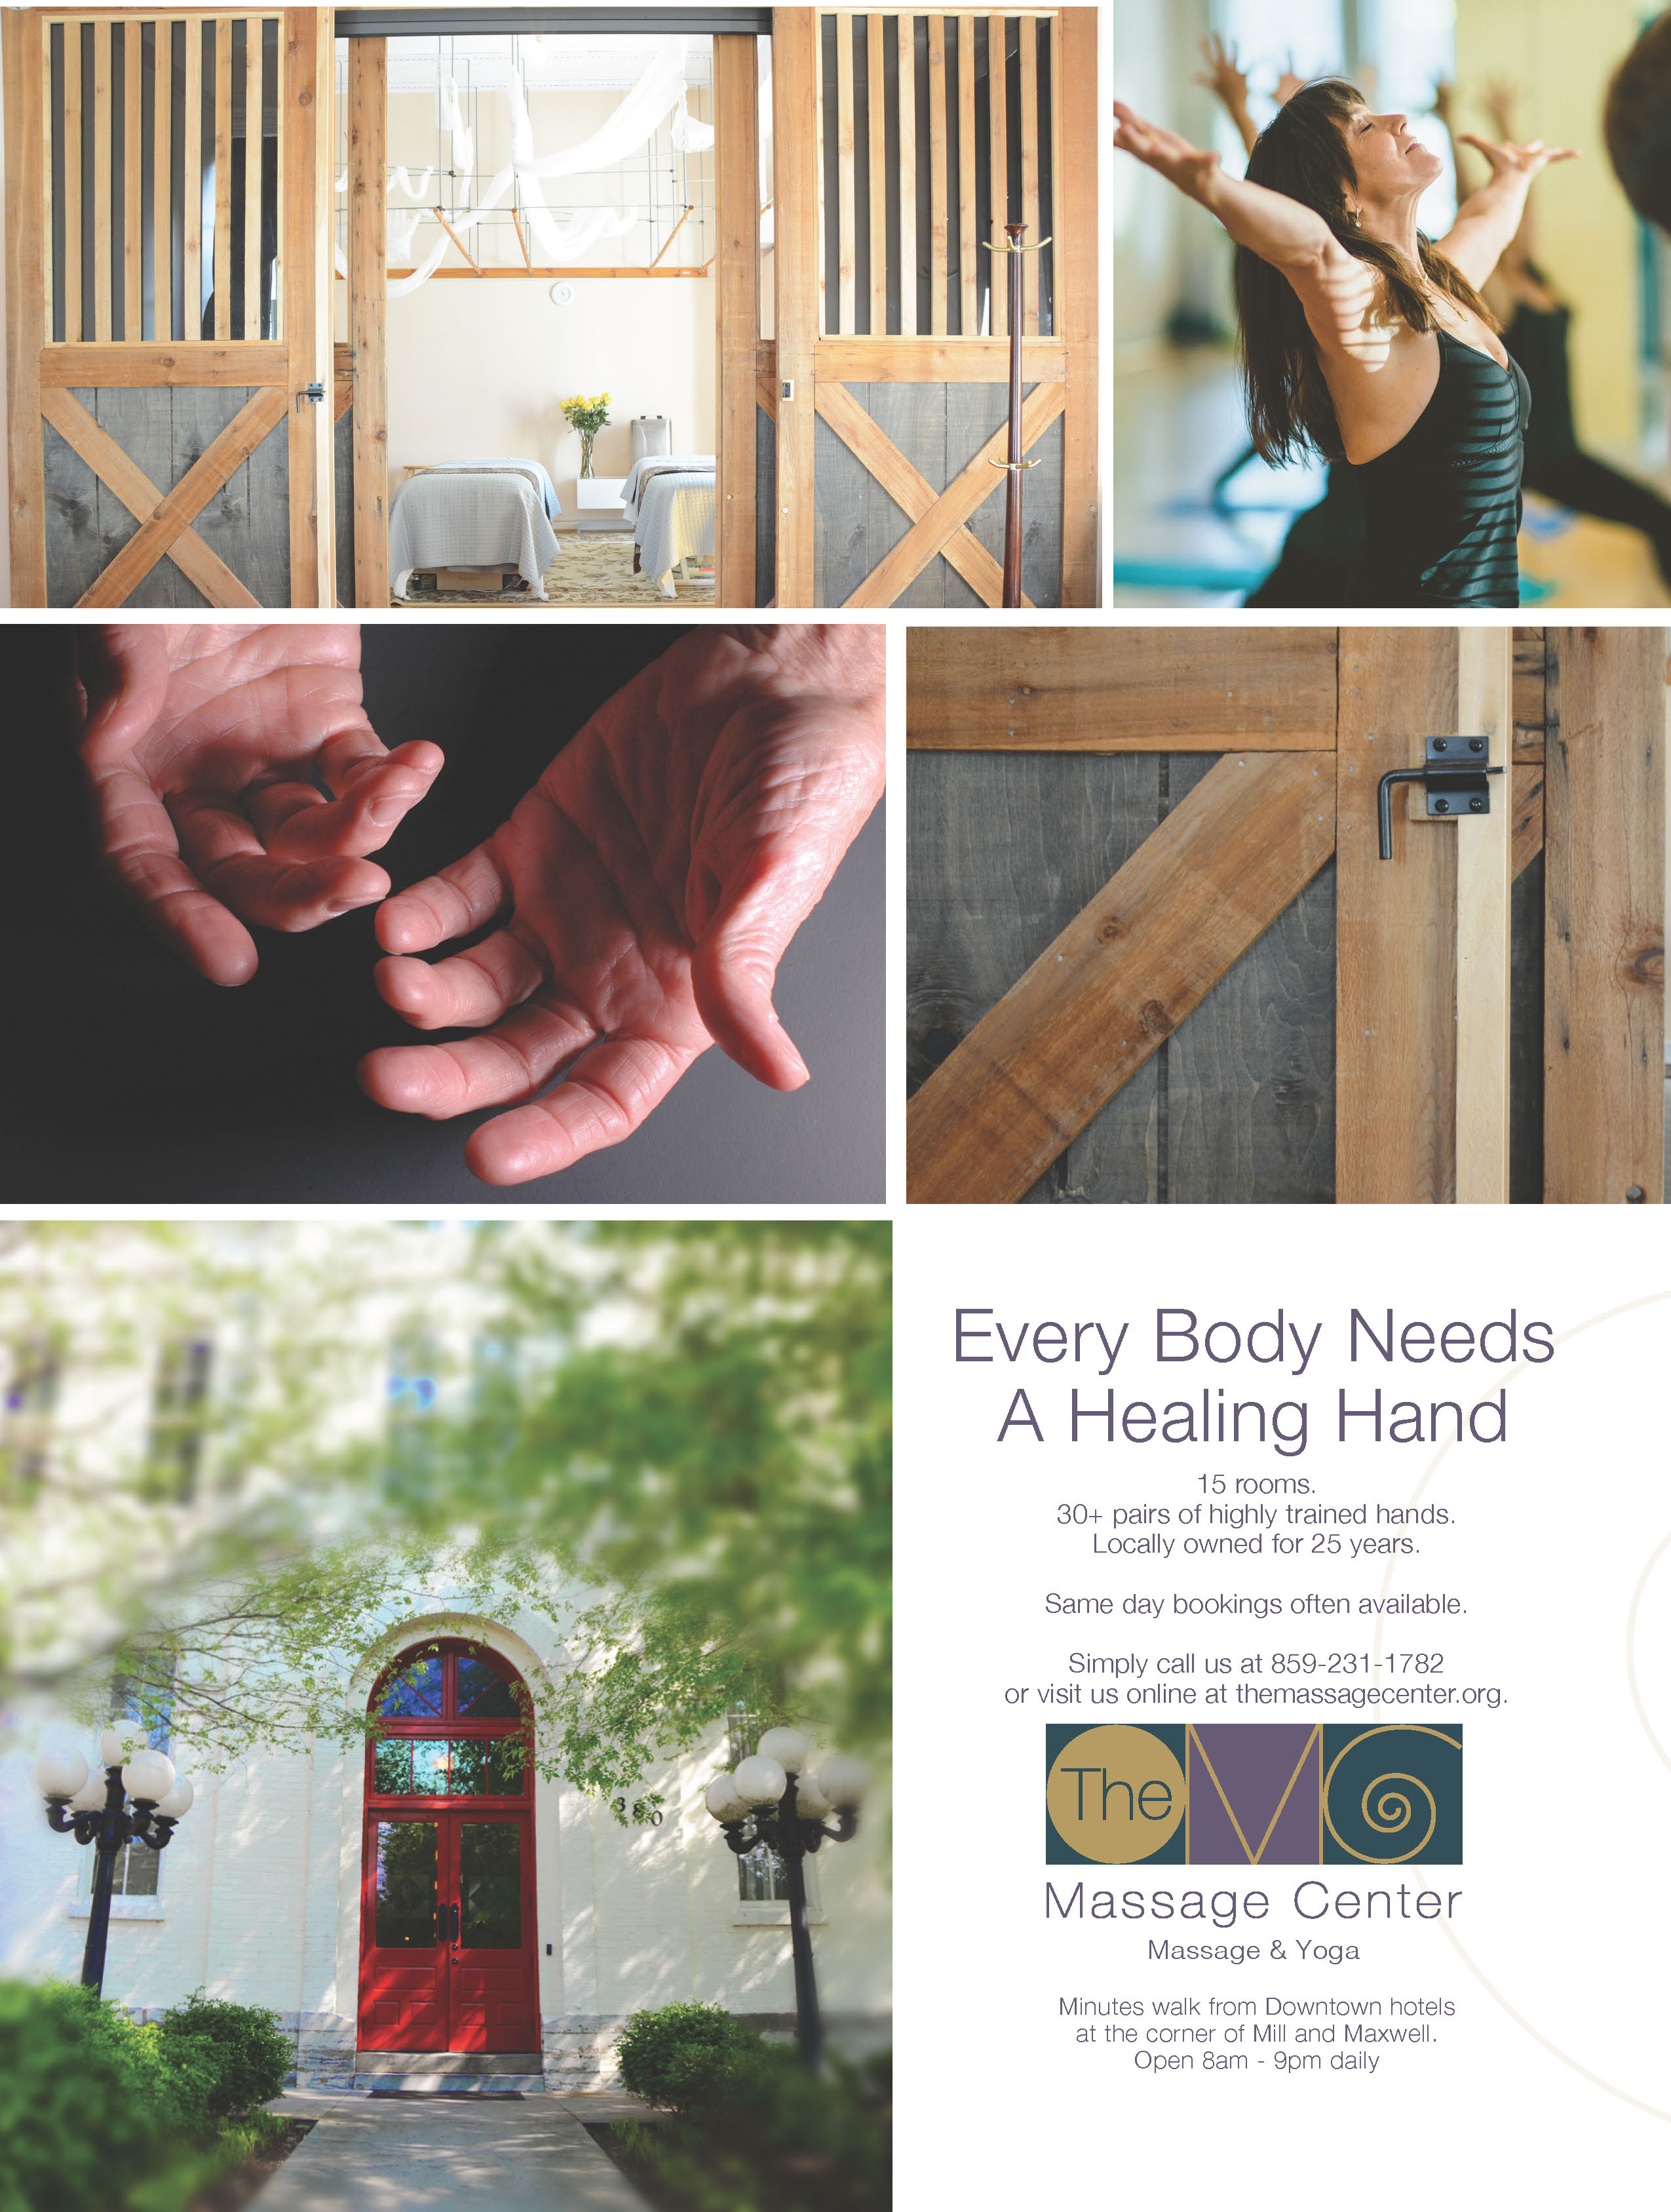 380
Every Body Needs
A Healing Hand
15 rooms.
30+ pairs of highly trained hands.
Locally owned for 25 years.
Same day bookings often available.
Simply call us at 859-231-1782
or visit us online at themassagecenter.org.
The MC
Massage Center
Massage & Yoga
Minutes walk from Downtown hotels
at the corner of Mill and Maxwell.
Open 8am - 9pm daily